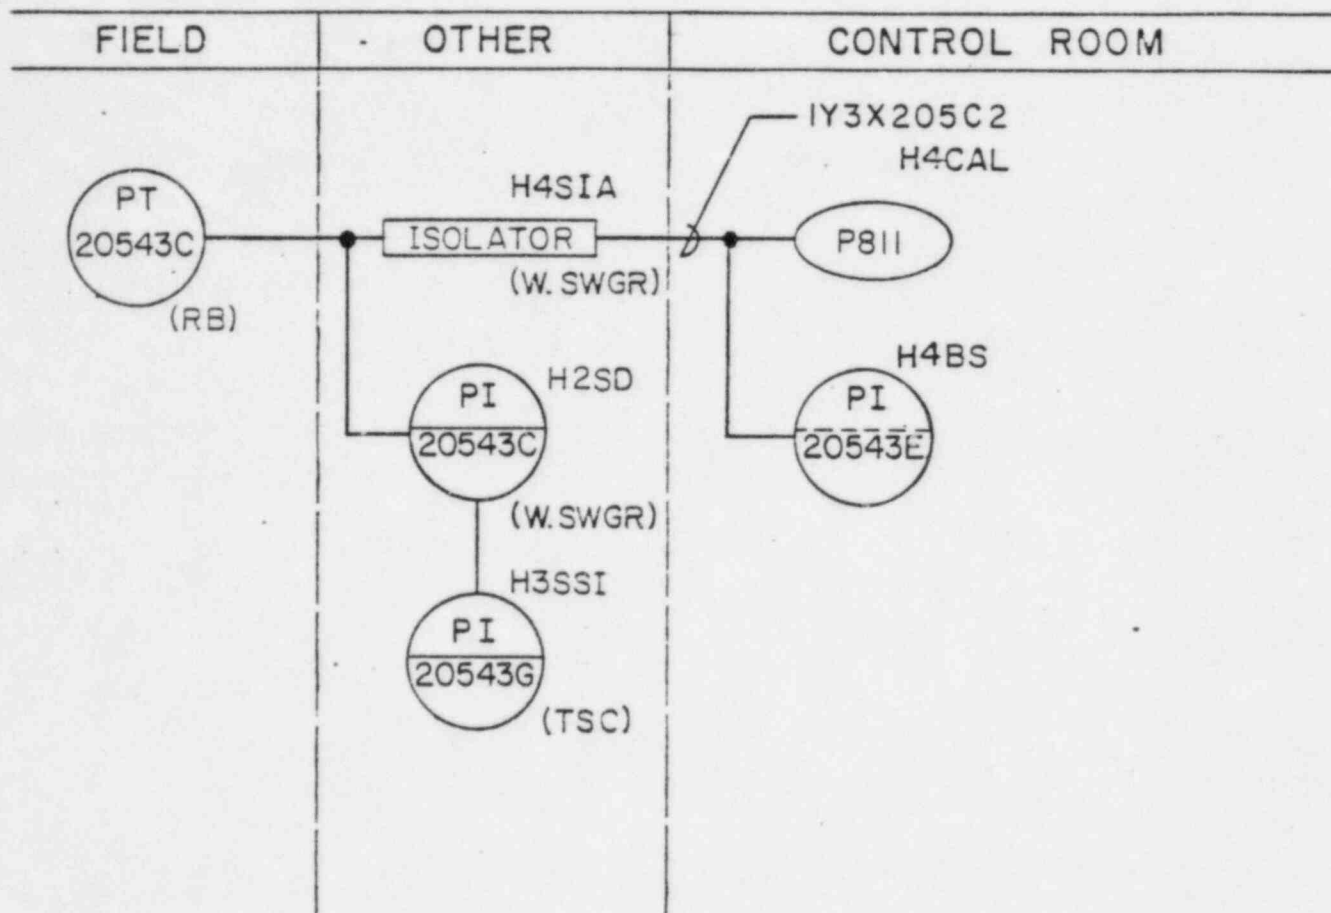 FIELD
OTHER
CONTROL ROOM
1Y3X205C2
H4CAL
PT
20543C
(RB)
H4SIA
ISOLATOR
(W. SWGR)
P811
H2SD
PI
20543C
(W. SWGR)
H4BS
PI
20543E
H3SSI
PI
20543G
(TSC)